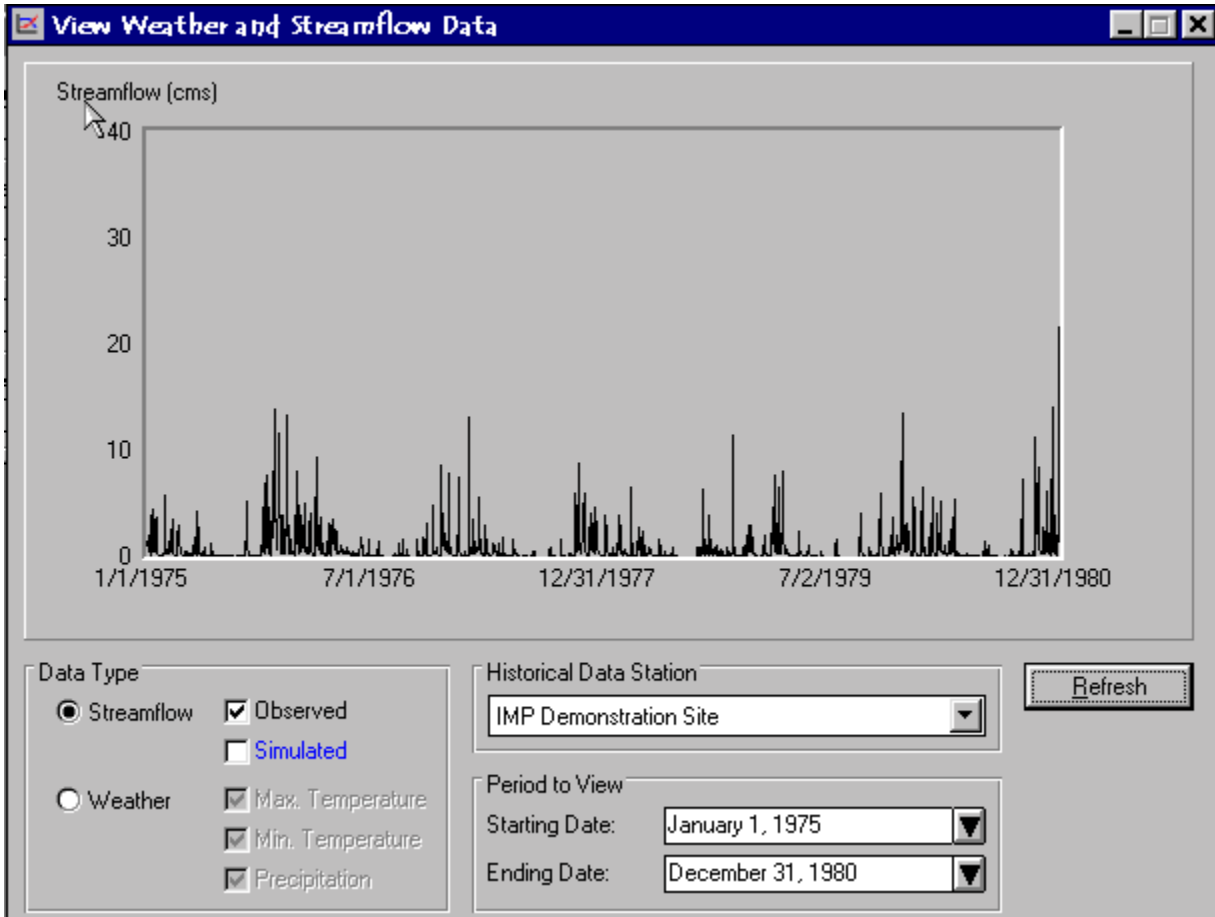 View Weather and Streamflow Data
Streamflow (cms)
40
30
20
10
0
1/1/1975 7/1/1976 12/31/1977 7/2/1979 12/31/1980
Data Type
Streamflow
Observed
Simulated
Weather
Max. Temperature
Min. Temperature
Precipitation
Historical Data Station
IMP Demonstration Site
Refresh
Period to View
Starting Date: January 1, 1975
Ending Date: December 31, 1980